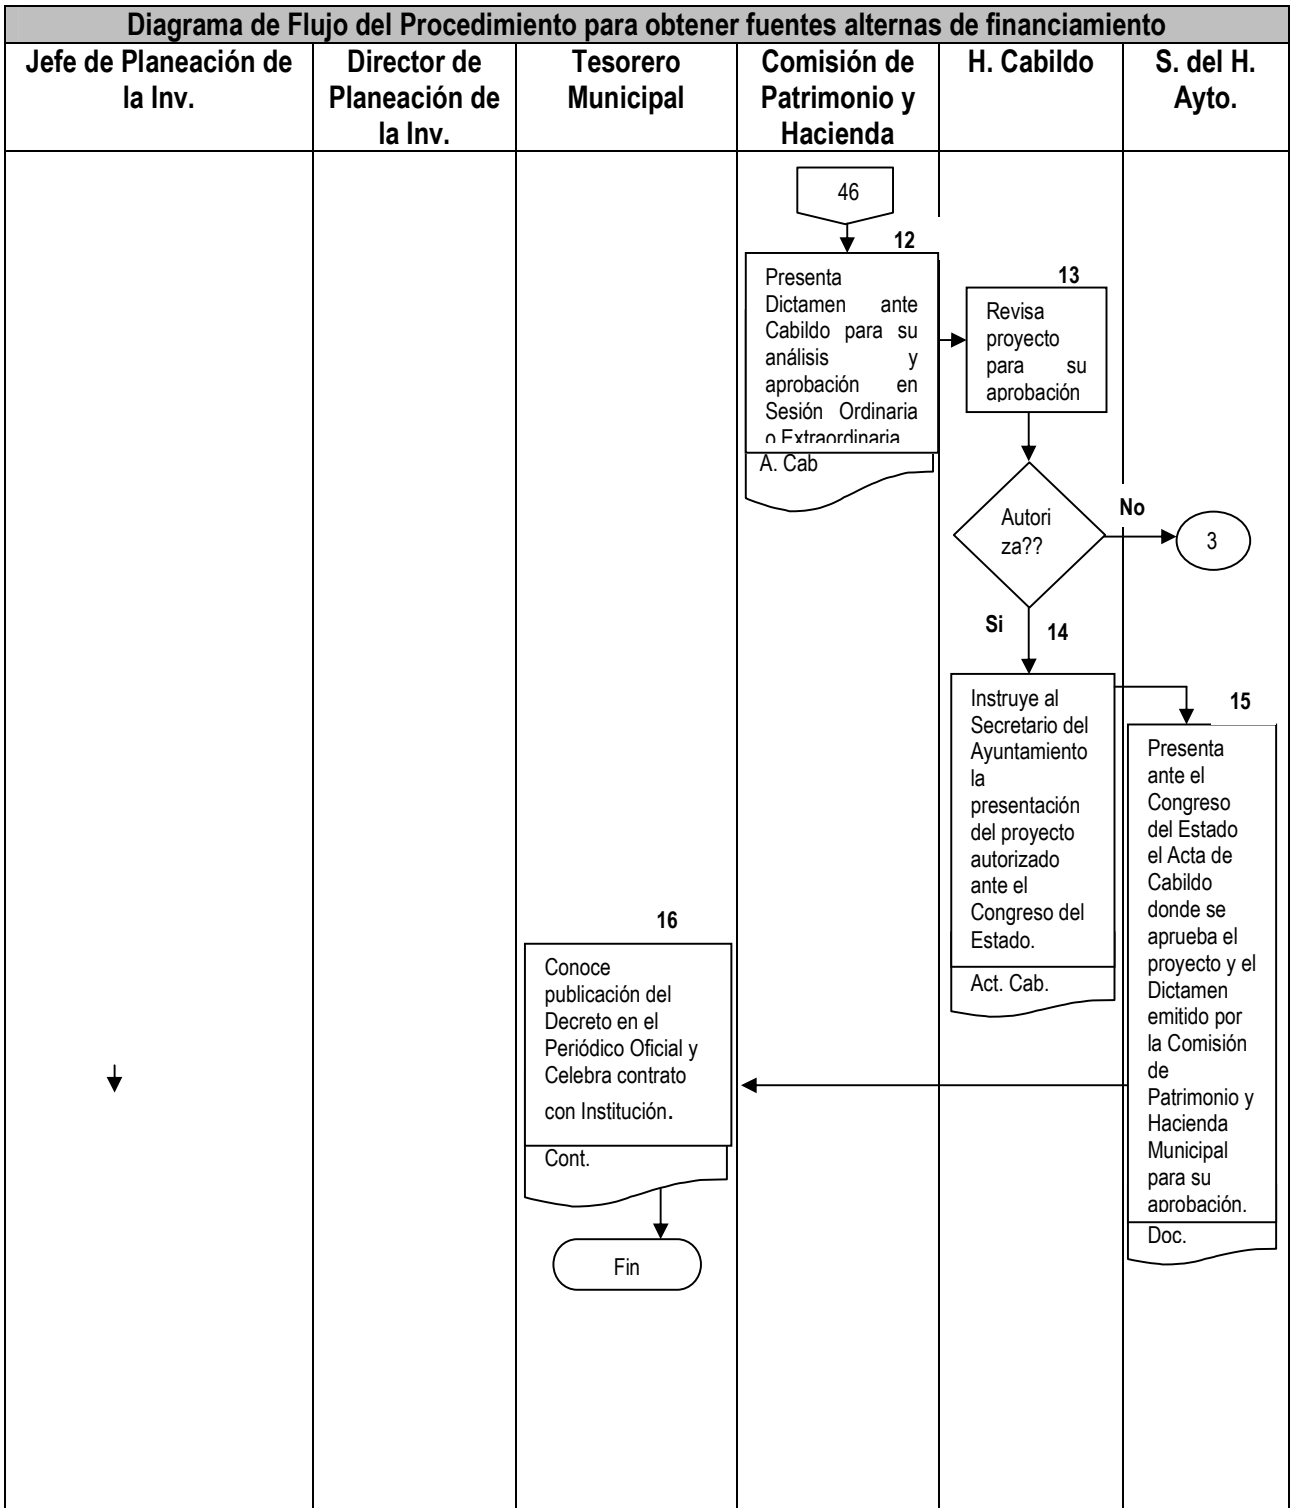 Diagrama de Flujo del Procedimiento para obtener fuentes alternas de financiamiento
Jefe de Planeación de
la Inv.
Director de
Planeación de
la Inv.
Tesorero
Municipal
Comisión de
Patrimonio y
Hacienda
H. Cabildo
S. del H.
Ayto.
46
12
Presenta
Dictamen ante
Cabildo para su
análisis y
aprobación en
Sesión Ordinaria
o Extraordinaria
A. Cab
13
Revisa
proyecto
para su
aprobación
Autori
za??
No
3
Si
14
Instruye al
Secretario del
Ayuntamiento
la
presentación
del proyecto
autorizado
ante el
Congreso del
Estado.
Act. Cab.
15
Presenta
ante el
Congreso
del Estado
el Acta de
Cabildo
donde se
aprueba el
proyecto y el
Dictamen
emitido por
la Comisión
de
Patrimonio y
Hacienda
Municipal
para su
aprobación.
Doc.
16
Conoce
publicación del
Decreto en el
Periódico Oficial y
Celebra contrato
con Institución.
Cont.
Fin